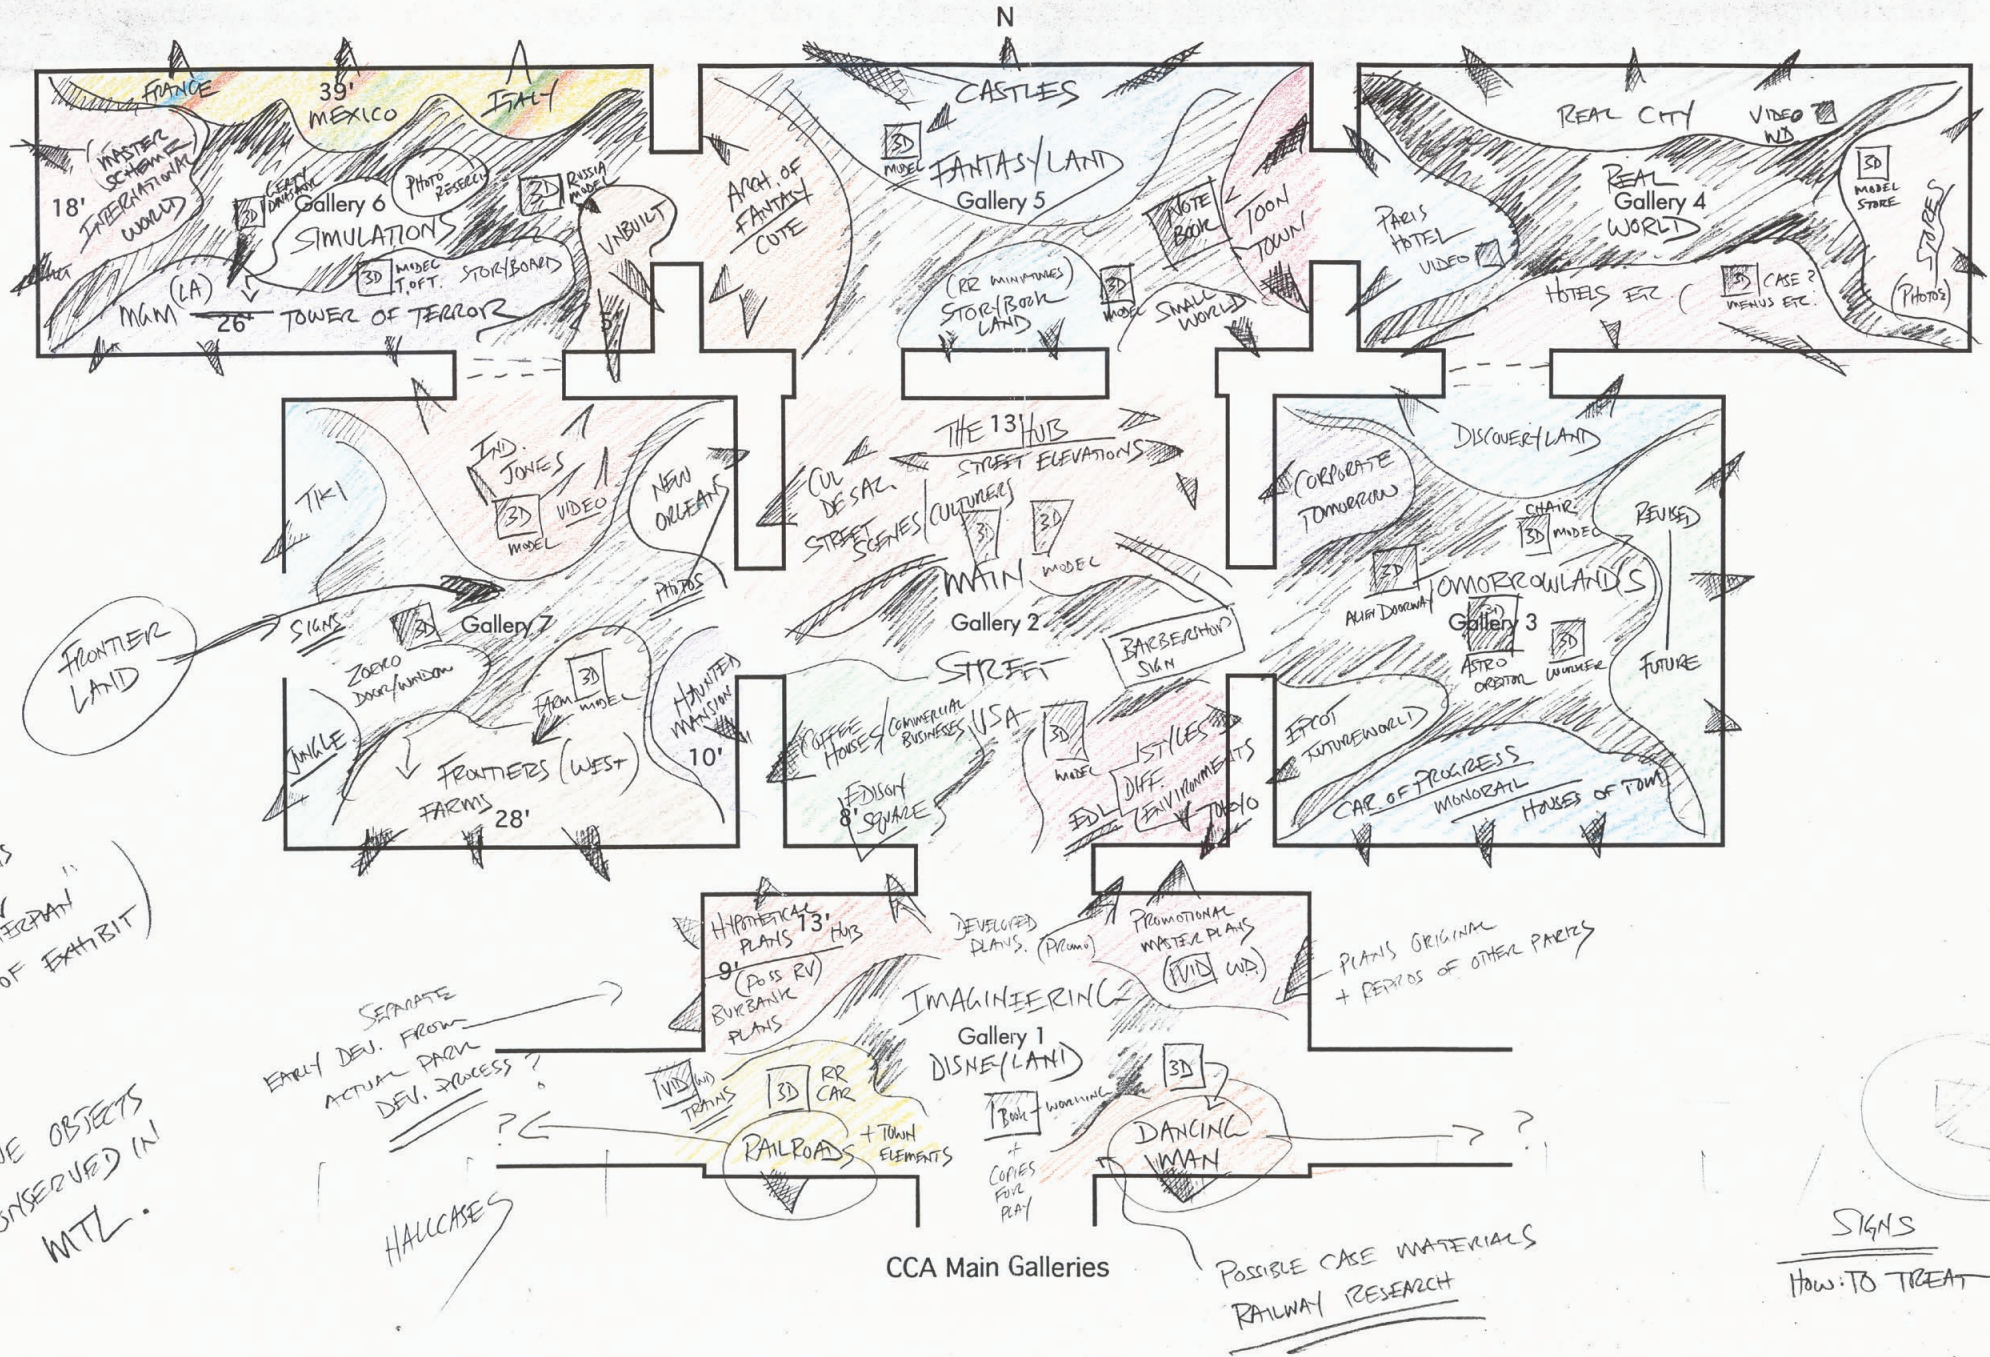 N
FRANCE
39'
MEXICO
ITALY
MASTER
SCHEME
INTERNATIONAL
WORLD
18'
3D
Gallery 6
SIMULATIONS
PHOTO
RESEARCH
3D
RUSSIA
MODEL
UNBUILT
MGM
(LA)
26'
3D
MODEL
T.OF T.
STORYBOARD
TOWER OF TERROR
5'
CASTLES
3D
MODEL
FANTASYLAND
Gallery 5
ARCH. OF
FANTASY
CUTE
NOTE
BOOK
TOON
TOWN
(RR MINIATURES)
STORYBOOK
LAND
3D
MODEL
SMALL
WORLD
REAL CITY
VIDEO
WD
REAL
Gallery 4
WORLD
PARIS
HOTEL
VIDEO
3D
MODEL
STORE
STORES
(PHOTOS)
HOTELS ETC (
3D
CASE?
MENUS ETC.
TIKI
IND.
JONES
3D
MODEL
VIDEO
NEW
ORLEANS
PHOTOS
FRONTIER
LAND
SIGNS
3D
Gallery 7
ZORRO
DOOR/WINDOW
FARM
3D
MODEL
HAUNTED
MANSION
10'
JUNGLE
FRONTIERS (WEST)
FARMS
28'
THE HUB
13'
STREET ELEVATIONS
CUL
DE SAC.
STREET
SCENES/
CULTURERS
3D
3D
MODEL
MAIN
Gallery 2
STREET
BARBERSHOP
SIGN
COFFEE
HOUSES/
COMMERCIAL
BUSINESSES
USA
EDISON
SQUARE
8'
3D
MODEL
STYLES
DIFF.
ENVIRONMENTS
EDL
TOKYO
DISCOVERYLAND
CORPORATE
TOMORROW
CHAIR
3D
MODEL
REVISED
FUTURE
3D
ALIEN DOORWAY
TOMORROWLANDS
3D
Gallery 3
ASTRO
ORBITOR
3D
WORKER
EPCOT
FUTUREWORLD
CAR. OF PROGRESS
MONORAIL
HOUSES OF TOM
HYPOTHETICAL
PLANS
13'
HUB
9'
(POSS RV)
BURBANK
PLANS
DEVELOPED
PLANS. (PROMO)
PROMOTIONAL
MASTER PLANS
(VID WD.)
PLANS ORIGINAL
+ REPROS OF OTHER PARKS
IMAGINEERING
Gallery 1
DISNEYLAND
SEPARATE
EARLY DEV. FROM
ACTUAL PARK
DEV. PROCESS?
VID
WD
TRAINS
3D
RR
CAR
?
RAILROADS
+ TOWN
ELEMENTS
Book - WORKING
+
COPIES
FOR
PLAY
3D
DANCING
MAN
?
HALLCASES
CCA Main Galleries
POSSIBLE CASE MATERIALS
RAILWAY RESEARCH
SIGNS
HOW: TO TREAT
OF EXHIBIT)
OBJECTS
IN
MTL.